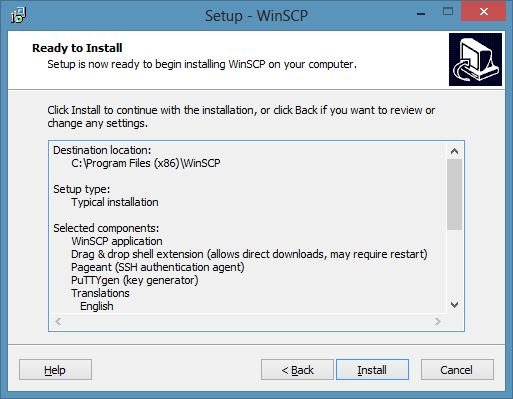 Setup - WinSCP
Ready to Install
Setup is now ready to begin installing WinSCP on your computer.
Click Install to continue with the installation, or click Back if you want to review or
change any settings.
Destination location:
C:\Program Files (x86)\WinSCP
Setup type:
Typical installation
Selected components:
WinSCP application
Drag & drop shell extension (allows direct downloads, may require restart)
Pageant (SSH authentication agent)
PuTTYgen (key generator)
Translations
English
Help
< Back
Install
Cancel